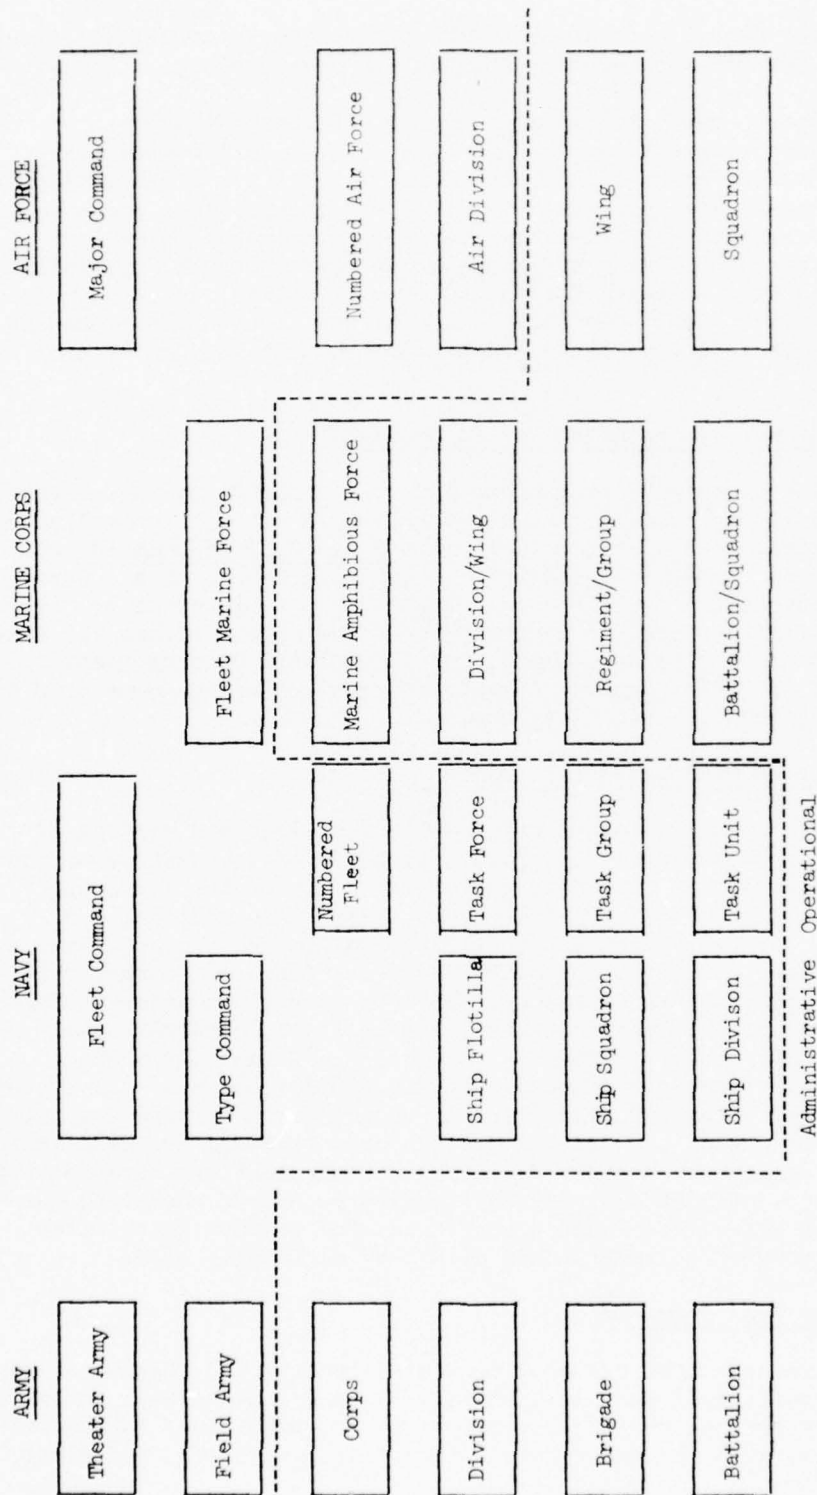 ARMY
NAVY
MARINE CORPS
AIR FORCE
Theater Army
Fleet Command
Major Command
Field Army
Type Command
Fleet Marine Force
Corps
Numbered
Fleet
Marine Amphibious Force
Numbered Air Force
Division
Ship Flotilla
Task Force
Division/Wing
Air Division
Brigade
Ship Squadron
Task Group
Regiment/Group
Wing
Battalion
Ship Divison
Task Unit
Battalion/Squadron
Squadron
Administrative Operational